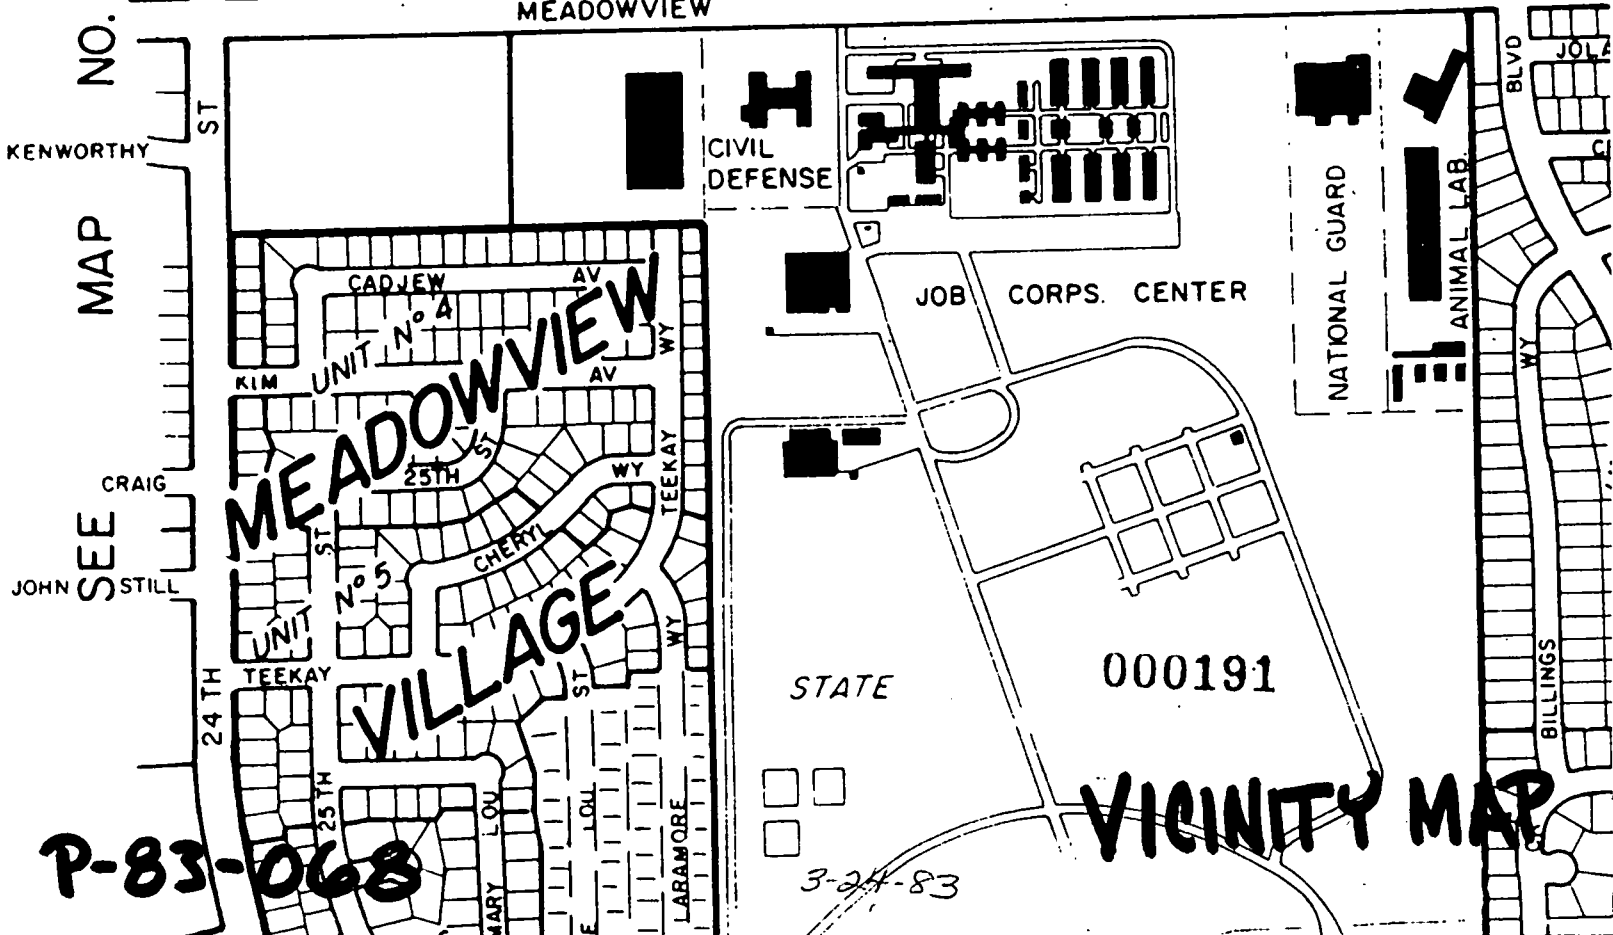 MEADOWVIEW
SEE MAP NO.
ST
KENWORTHY
CIVIL
DEFENSE
BLVD
CADJEW AV
UNIT Nº 4
WY
KIM
AV
JOB CORPS. CENTER
NATIONAL GUARD
ANIMAL LAB.
WY
MEADOWVIEW
VILLAGE
25TH ST
WY
TEEKAY
CRAIG
CHERYL
ST
UNIT Nº 5
JOHN STILL
TEEKAY
WY
ST
24TH
STATE
000191
BILLINGS
25TH
LOU
LOU
MARY
LARAMORE
VICINITY MAP
P-83-068
3-24-83